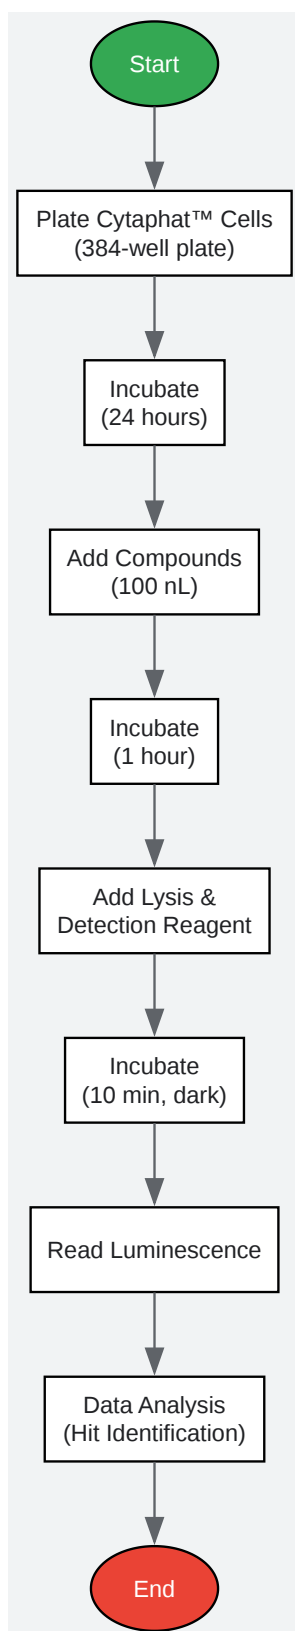 Start
Plate Cytaphat™ Cells
(384-well plate)
Incubate
(24 hours)
Add Compounds
(100 nL)
Incubate
(1 hour)
Add Lysis &
Detection Reagent
Incubate
(10 min, dark)
Read Luminescence
Data Analysis
(Hit Identification)
End